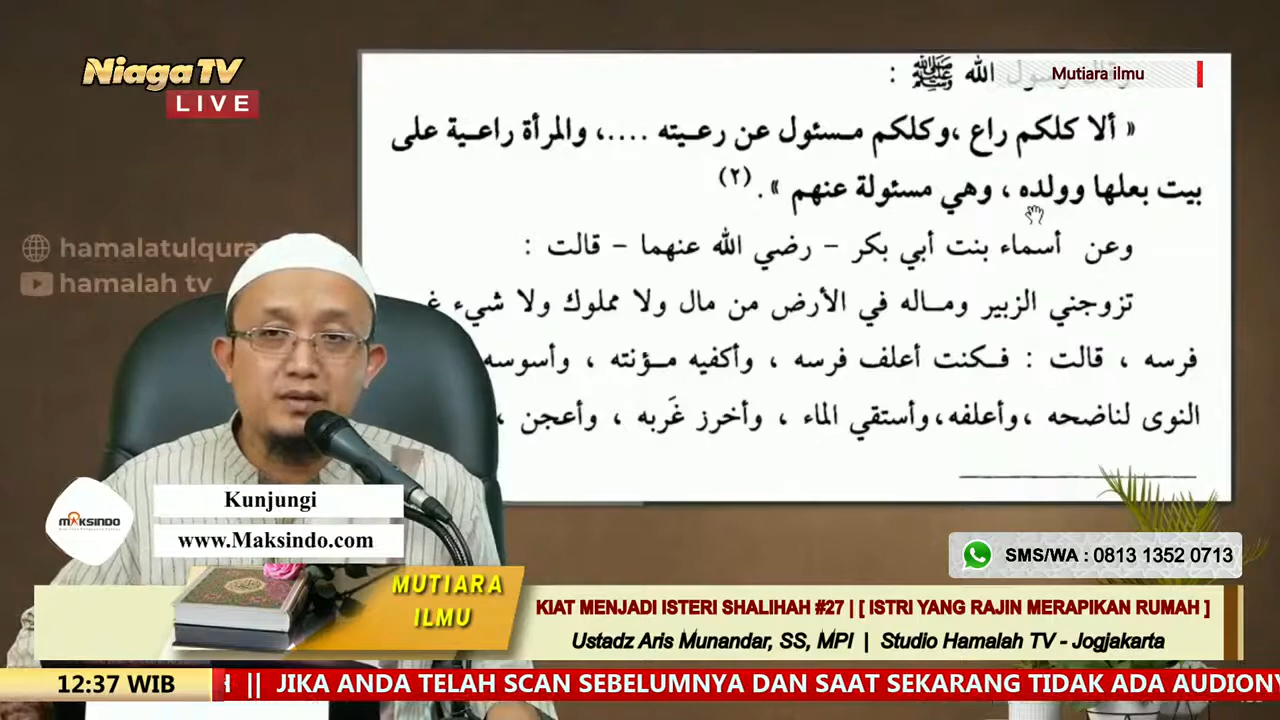 Niaga TV
LIVE
Mutiara ilmu
الله ﷺ :
« ألا كلكم راع ،وكلكم مسئول عن رعيته ....، والمرأة راعية على
بيت بعلها وولده ، وهي مسئولة عنهم » . (٢)
وعن أسماء بنت أبي بكر – رضي الله عنهما – قالت :
تزوجني الزبير وماله في الأرض من مال ولا مملوك ولا شيء
فرسه ، قالت : فكنت أعلف فرسه ، وأكفيه مؤنته ، وأسوسه
النوى لناضحه ،وأعلفه،وأستقي الماء ، وأخرز غَربه ، وأعجن ،
hamalatulqura
hamalah tv
MAKSINDO
Kunjungi
www.Maksindo.com
SMS/WA : 0813 1352 0713
MUTIARA
ILMU
KIAT MENJADI ISTERI SHALIHAH #27 | [ ISTRI YANG RAJIN MERAPIKAN RUMAH ]
Ustadz Aris Munandar, SS, MPI | Studio Hamalah TV - Jogjakarta
12:37 WIB
|| JIKA ANDA TELAH SCAN SEBELUMNYA DAN SAAT SEKARANG TIDAK ADA AUDIONY